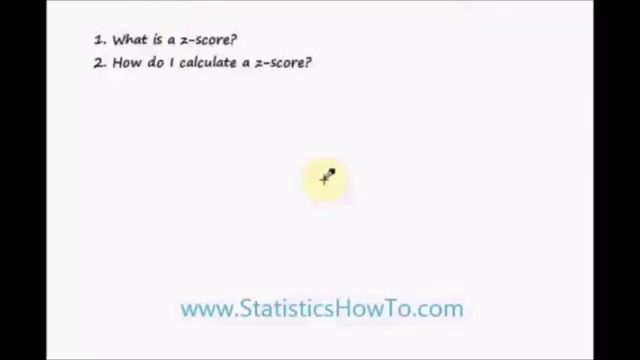 1. What is a z-score?
2. How do I calculate a z-score?
www.StatisticsHowTo.com